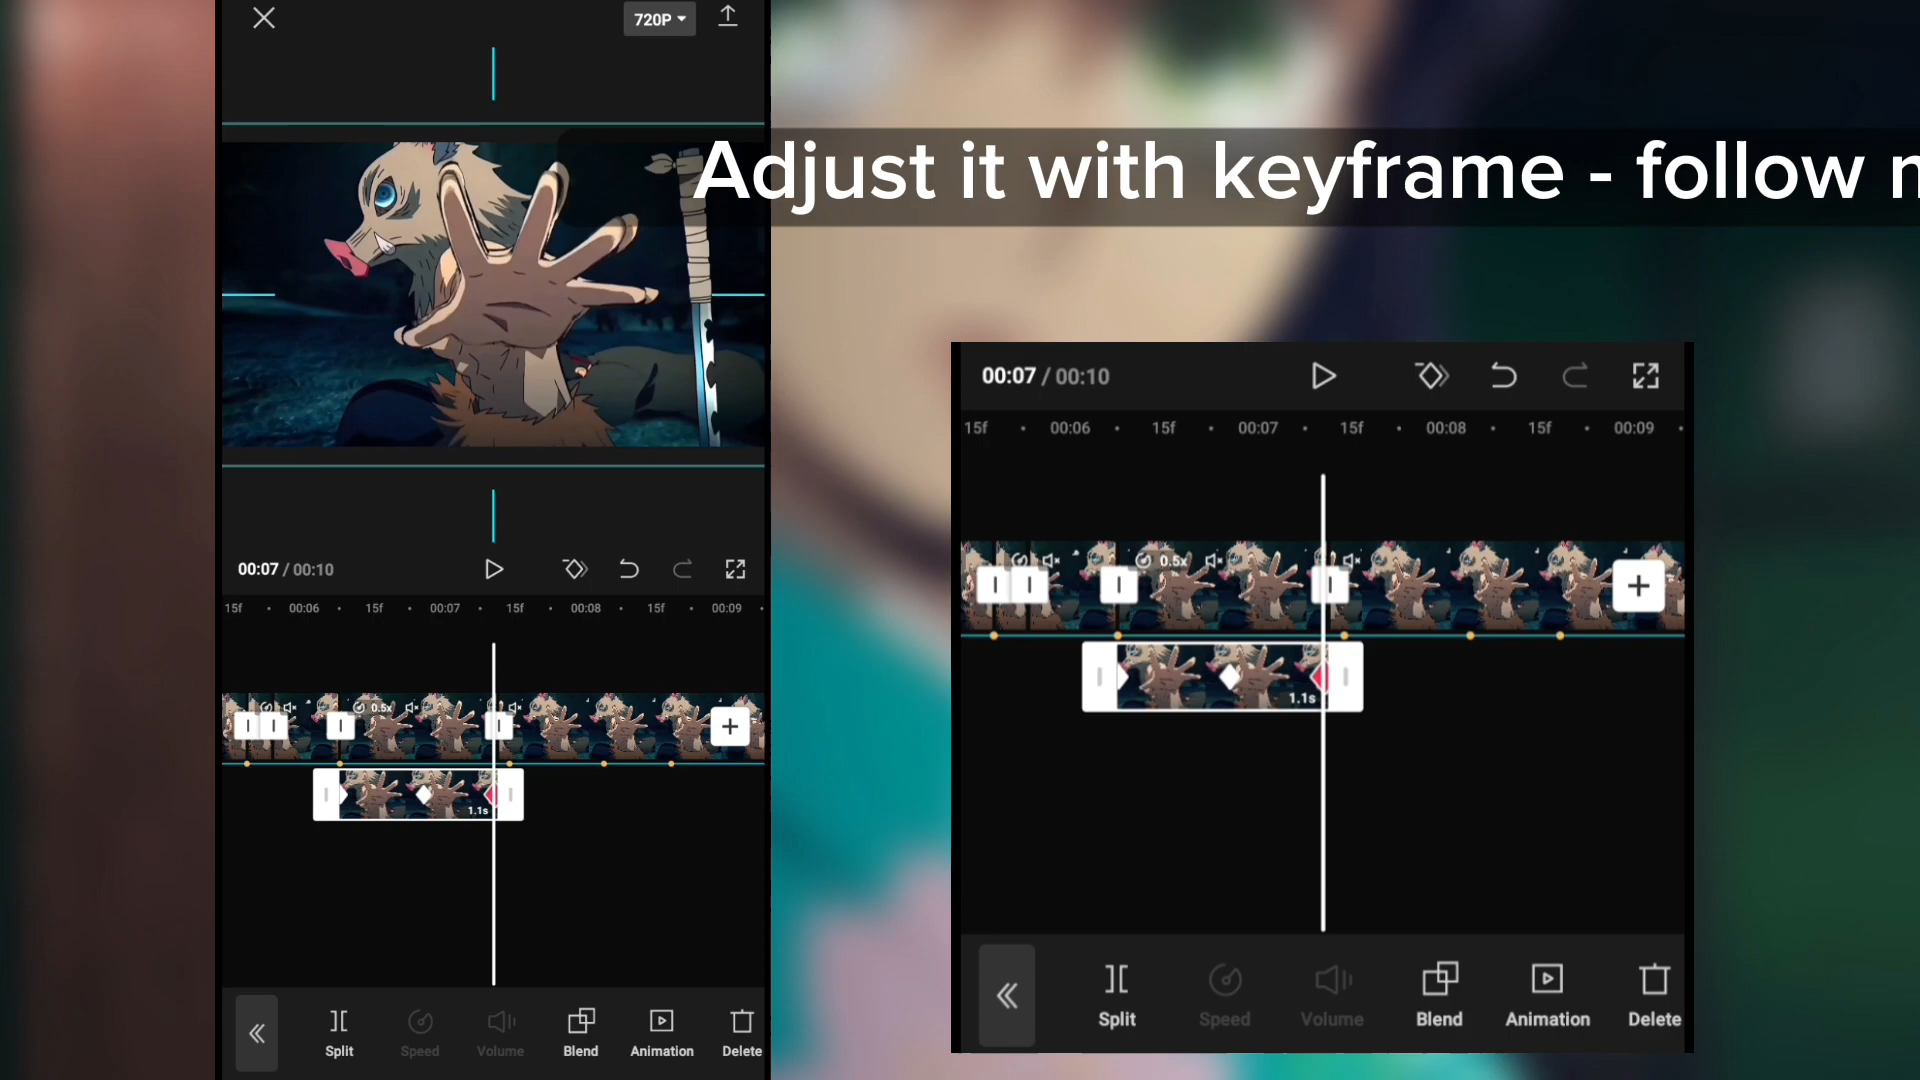 720P
Adjust it with keyframe - follow
00:07 / 00:10
15f 00:06 15f 00:07 15f 00:08 15f 00:09
0.5x
1.1s
Split Speed Volume Blend Animation Delete
00:07 / 00:10
15f 00:06 15f 00:07 15f 00:08 15f 00:09
0.5x
1.1s
Split Speed Volume Blend Animation Delete